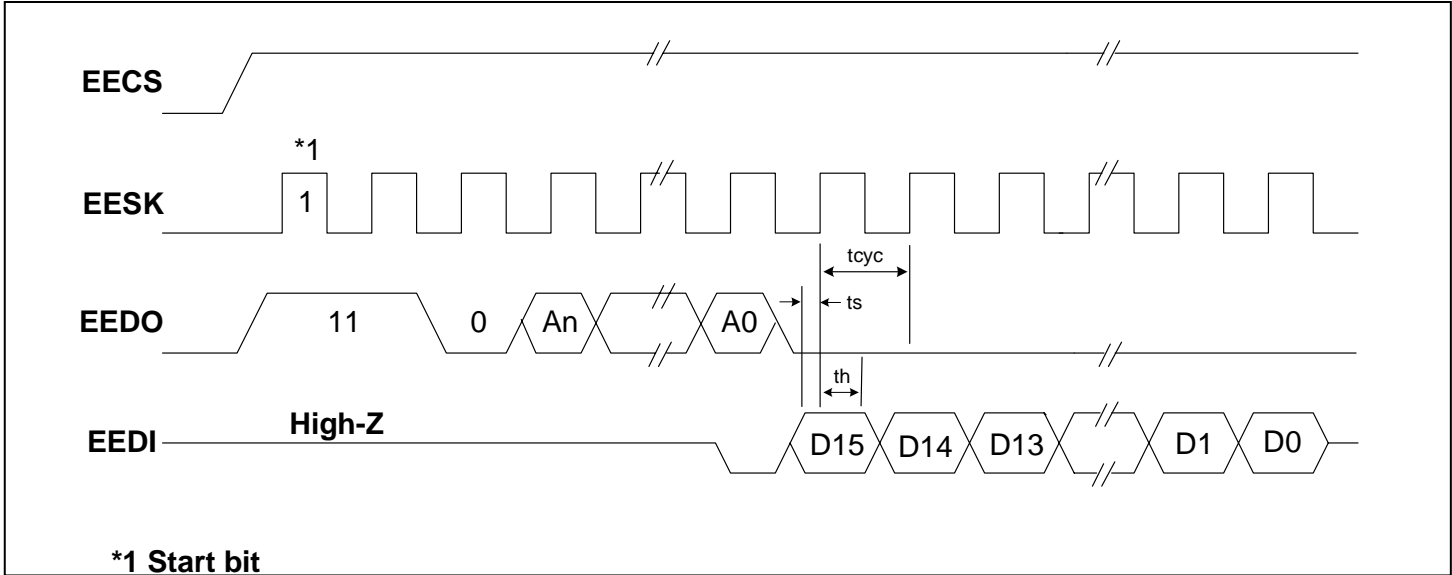 EECS
*1
EESK
1
tcyc
ts
EEDO
11
0
An
A0
th
High-Z
EEDI
D15
D14
D13
D1
D0
*1 Start bit